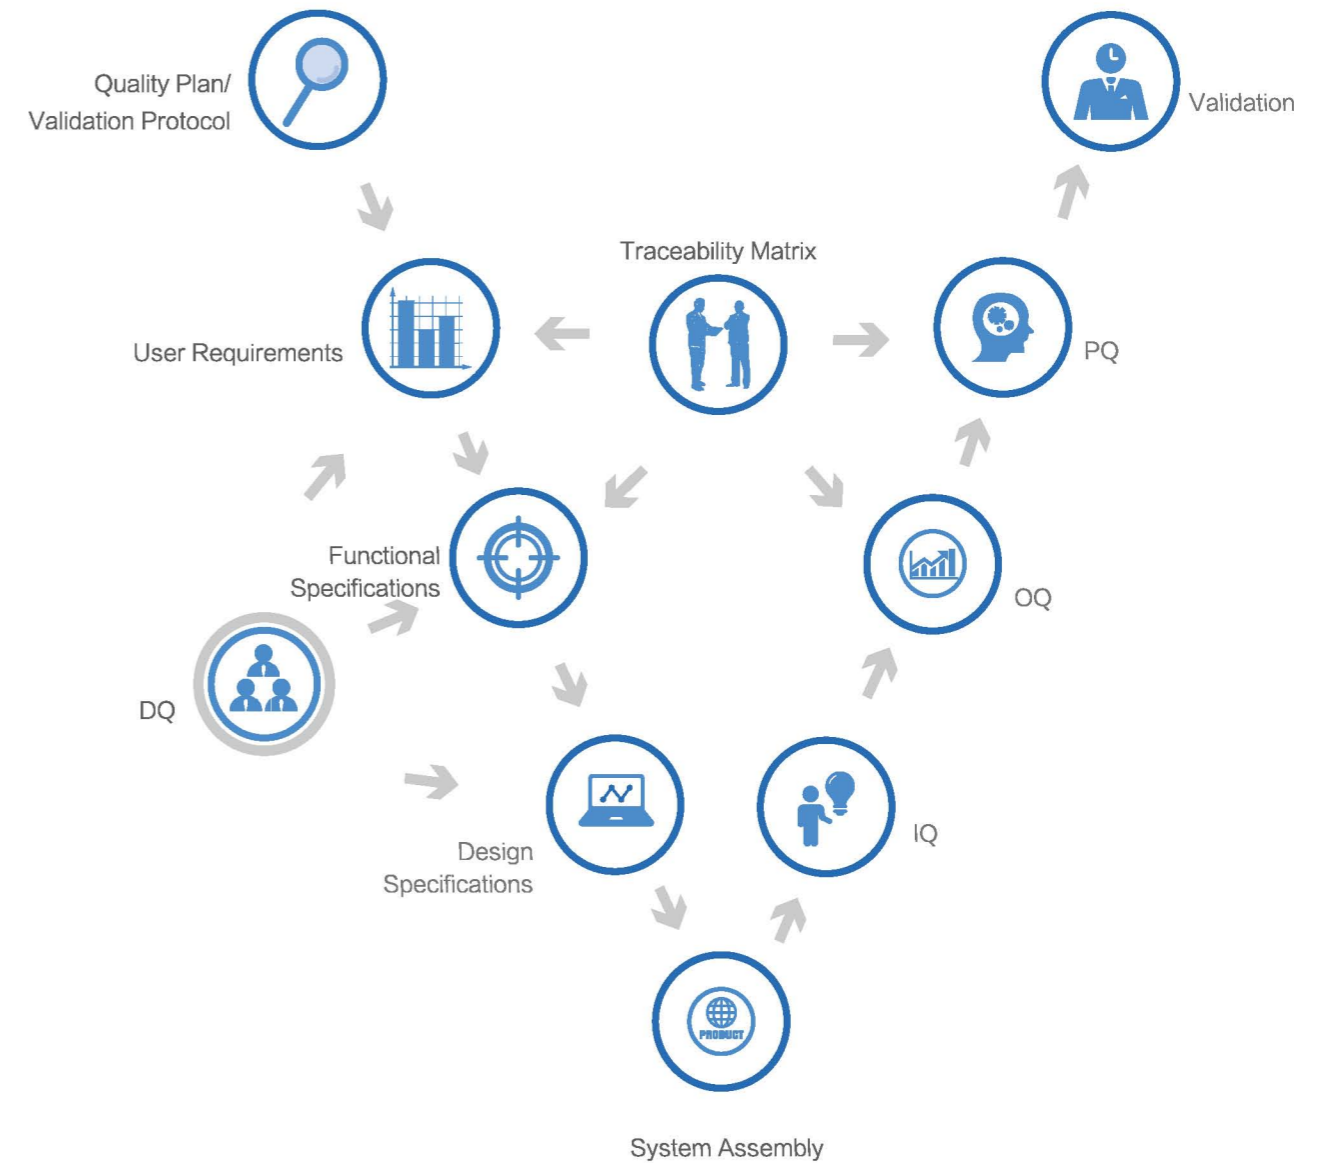 Quality Plan/
Validation Protocol
Validation
Traceability Matrix
User Requirements
PQ
Functional
Specifications
OQ
DQ
IQ
Design
Specifications
PRODUCT
System Assembly